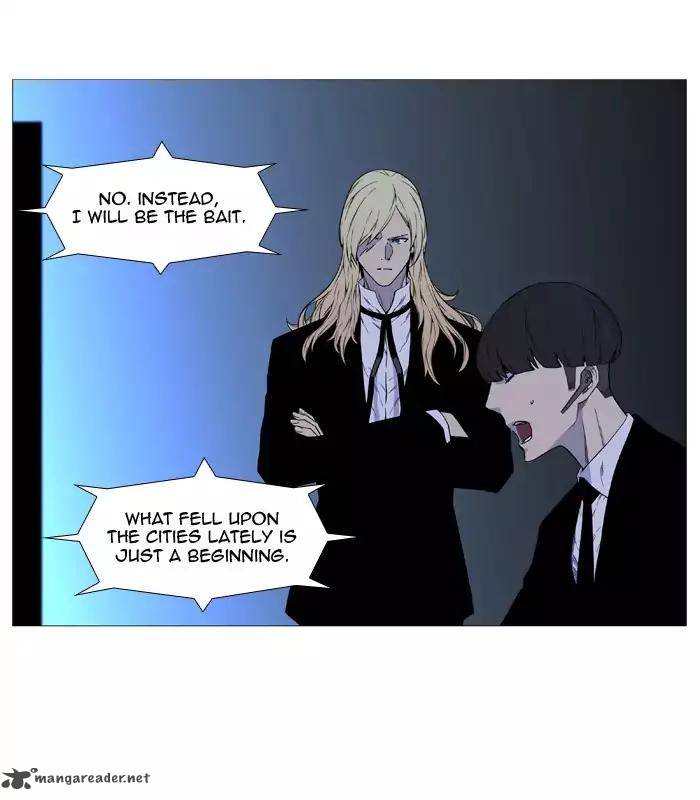 NO. INSTEAD,
I WILL BE THE BAIT.
WHAT FELL UPON
THE CITIES LATELY IS
JUST A BEGINNING.
mangareader.net